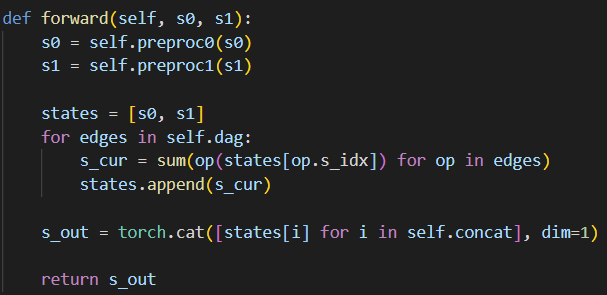 def forward(self, s0, s1):
    s0 = self.preproc0(s0)
    s1 = self.preproc1(s1)

    states = [s0, s1]
    for edges in self.dag:
        s_cur = sum(op(states[op.s_idx]) for op in edges)
        states.append(s_cur)

    s_out = torch.cat([states[i] for i in self.concat], dim=1)

    return s_out